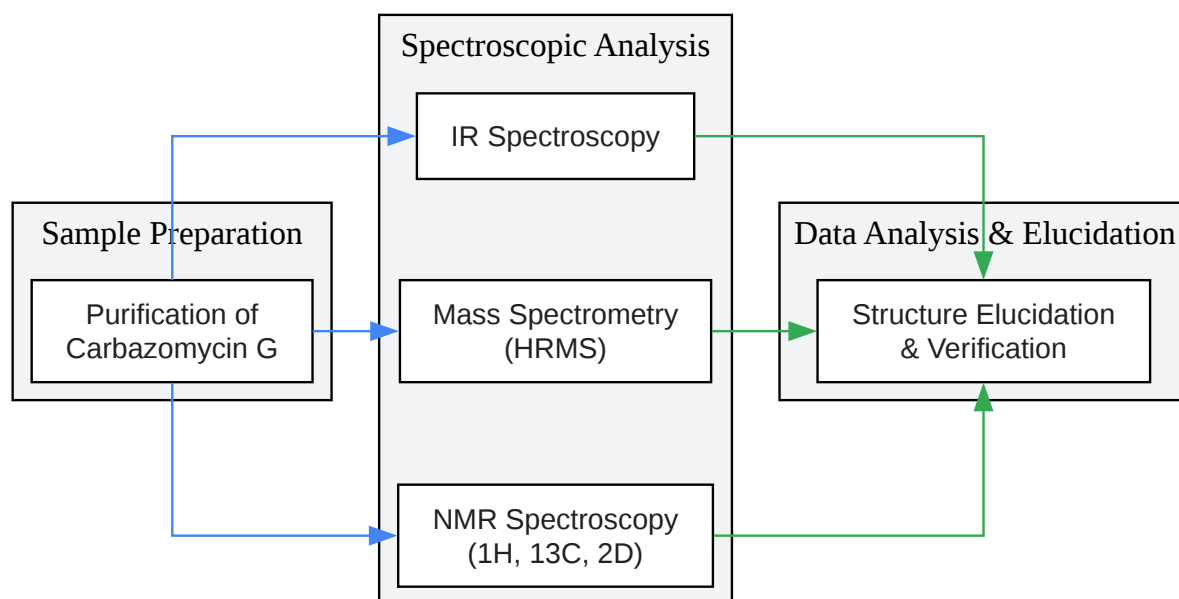 Sample Preparation
Purification of
Carbazomycin G
Spectroscopic Analysis
IR Spectroscopy
Mass Spectrometry
(HRMS)
NMR Spectroscopy
(1H, 13C, 2D)
Data Analysis & Elucidation
Structure Elucidation
& Verification